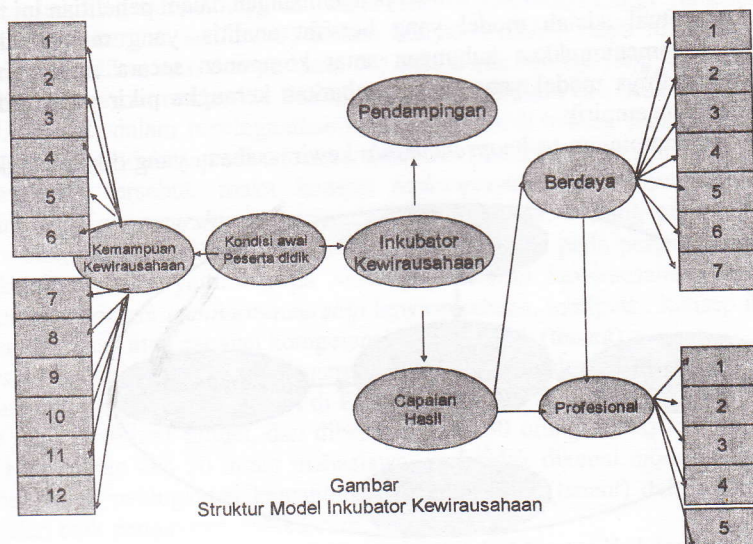 1
2
3
4
5
6
7
8
9
10
11
12
Kemampuan
Kewirausahaan
Kondisi awal
Peserta didik
Pendampingan
Inkubator
Kewirausahaan
Capaian
Hasil
Berdaya
Profesional
1
2
3
4
5
6
7
1
2
3
4
5
Gambar
Struktur Model Inkubator Kewirausahaan